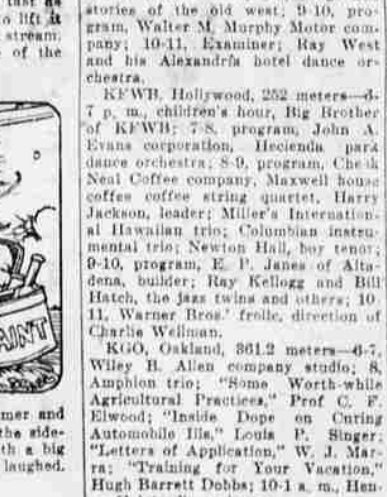 to lift it
stream.
of the
PAINT
mer and
the side-
th a big
laughed.
stories of the old west; 9-10, pro-
gram, Walter M. Murphy Motor com-
pany; 10-11, Examiner; Ray West
and his Alexandria hotel dance or-
chestra.
KFWB, Hollywood, 252 meters—6-
7 p. m., children's hour, Big Brother
of KFWB; 7-8, program, John A.
Evans corporation, Hecienda park
dance orchestra; 8-9, program, Cheek
Neal Coffee company, Maxwell house
coffee coffee string quartet, Harry
Jackson, leader; Miller's Internation-
al Hawaiian trio; Columbian instru-
mental trio; Newton Hall, boy tenor;
9-10, program, E. P. Janes of Alta-
dena, builder; Ray Kellogg and Bill
Hatch, the jazz twins and others; 10-
11, Warner Bros.' frolic, direction of
Charlie Wellman.
KGO, Oakland, 361.2 meters—6-7,
Wiley B. Allen company studio; 8,
Amphion trio; "Some Worth-while
Agricultural Practices," Prof C. F.
Elwood; "Inside Dope on Curing
Automobile Ills," Louis P. Singer;
"Letters of Application," W. J. Mar-
ra; "Training for Your Vacation,"
Hugh Barrett Dobbs; 10-1 a. m., Hen-